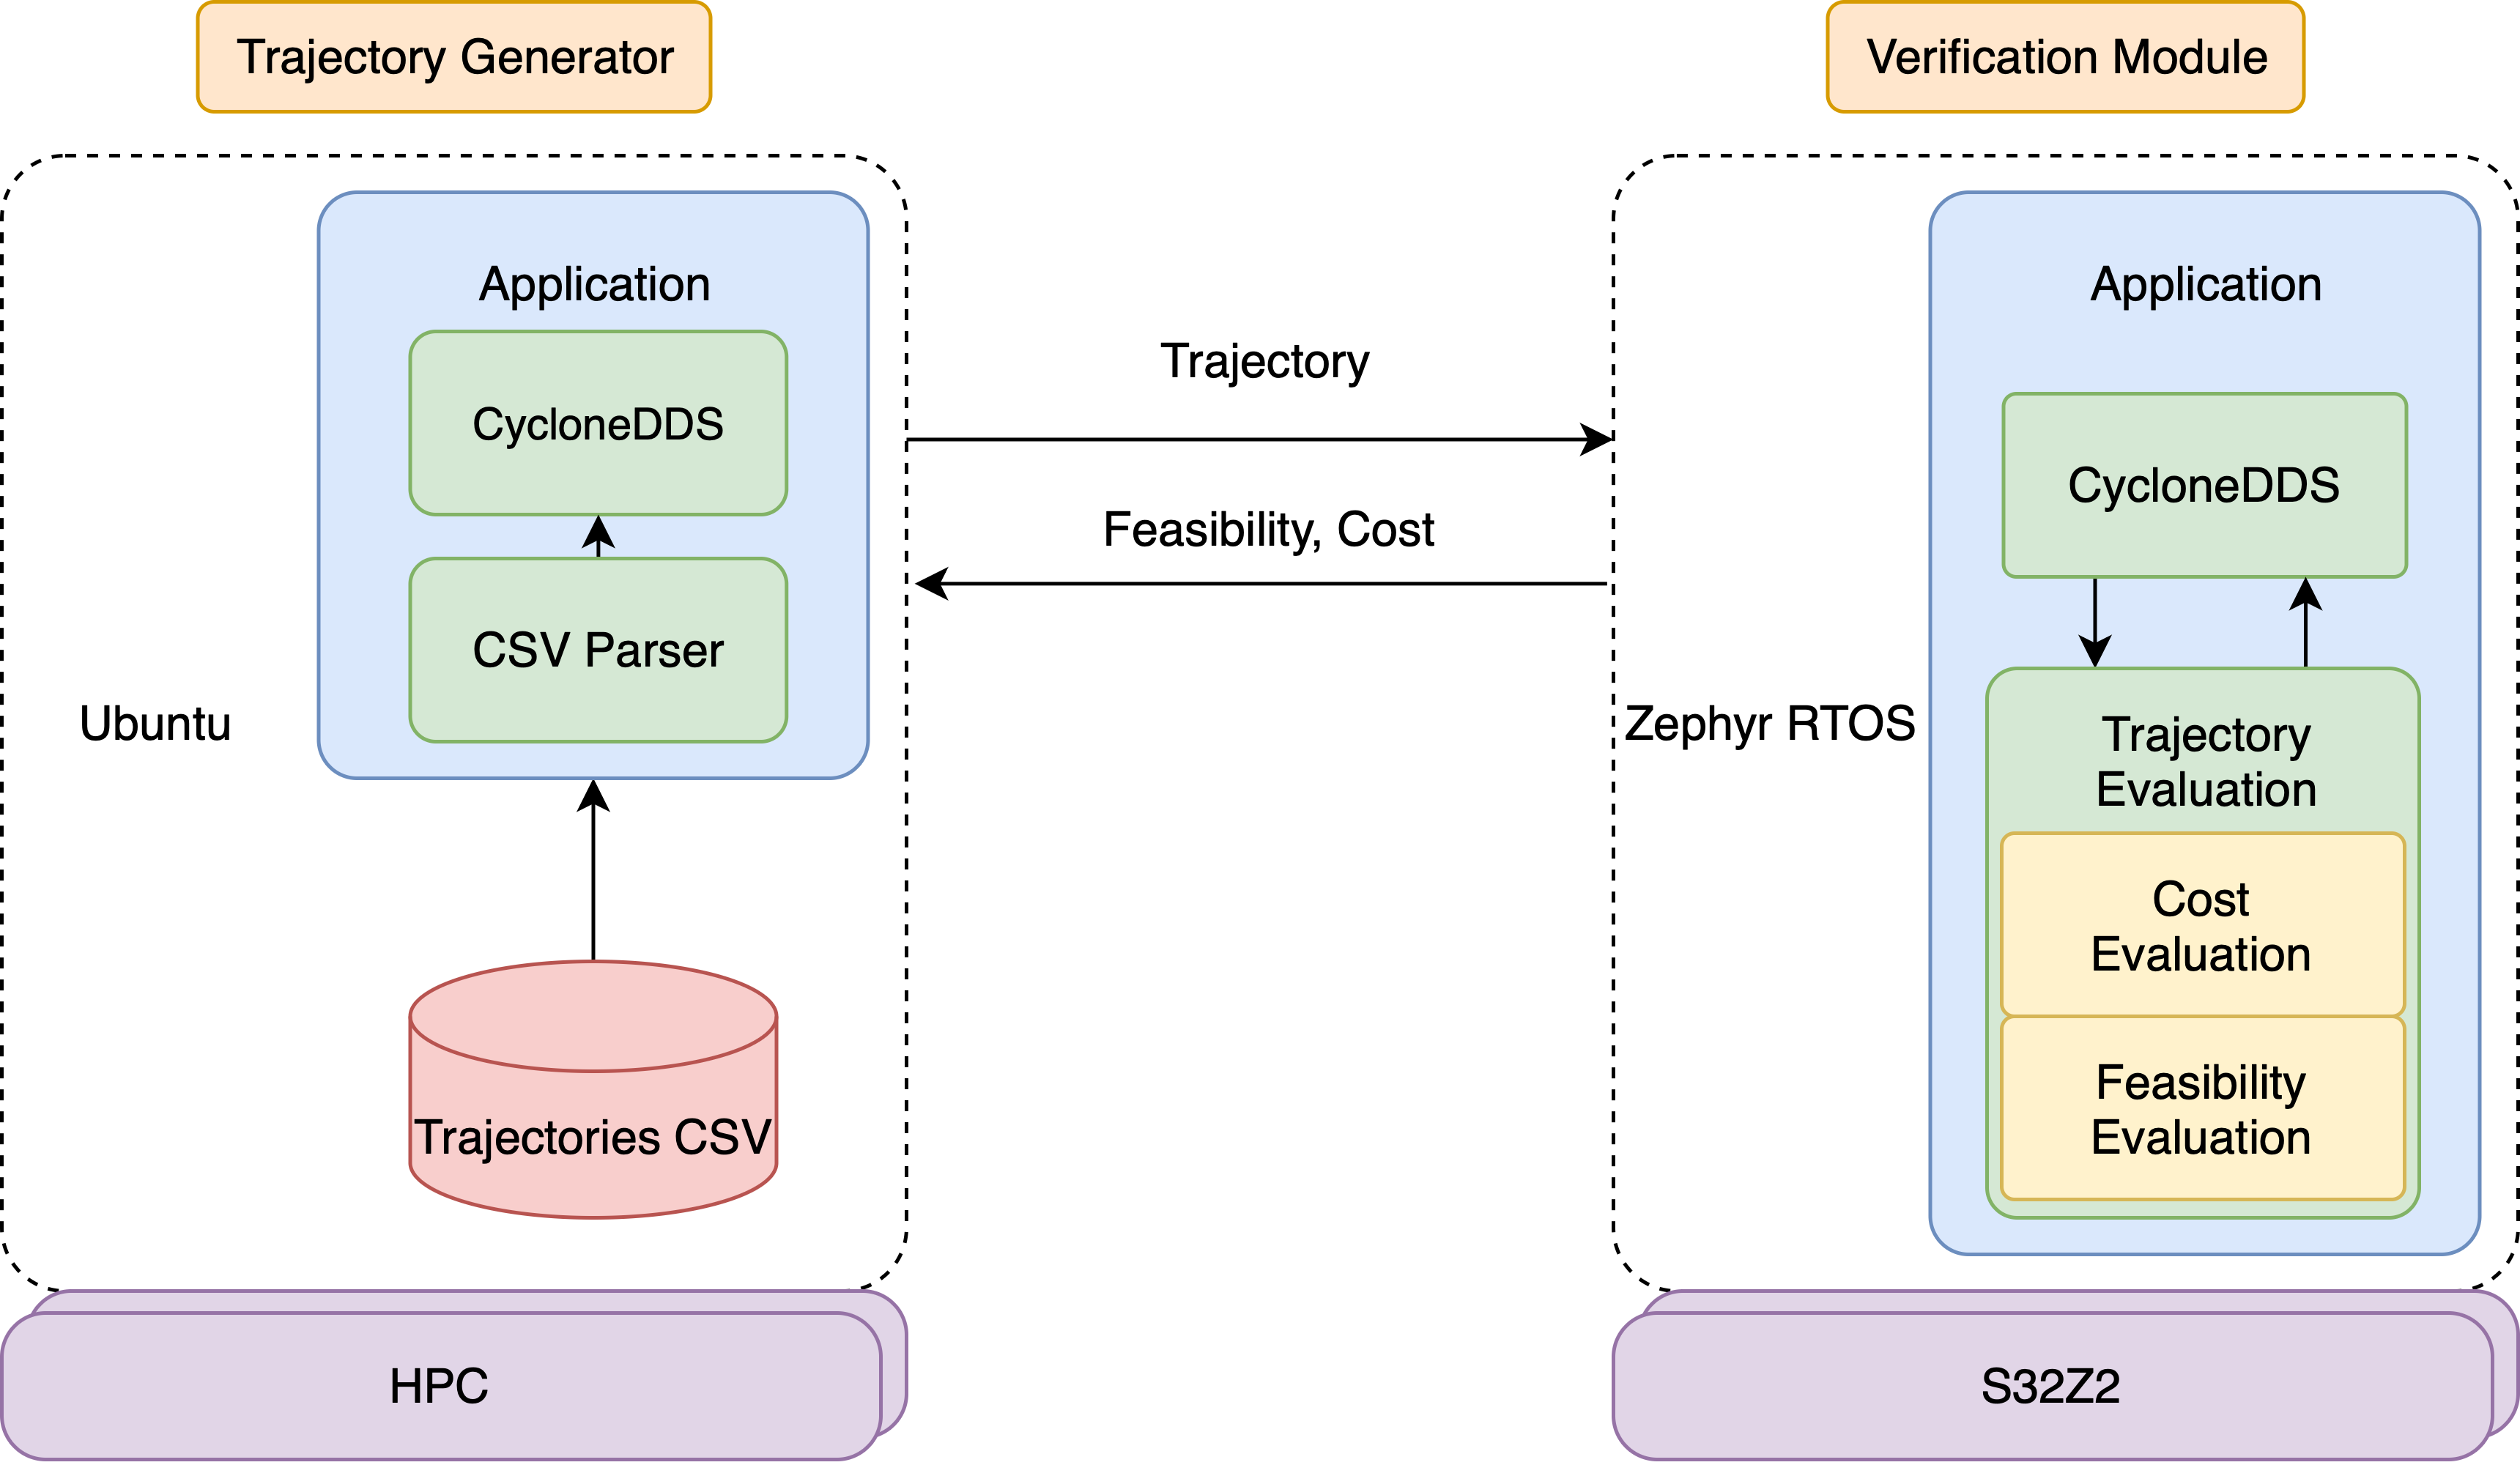 Trajectory Generator
Verification Module
Application
CycloneDDS
CSV Parser
Ubuntu
Trajectories CSV
HPC
Trajectory
Feasibility, Cost
Application
CycloneDDS
Zephyr RTOS
Trajectory
Evaluation
Cost
Evaluation
Feasibility
Evaluation
S32Z2